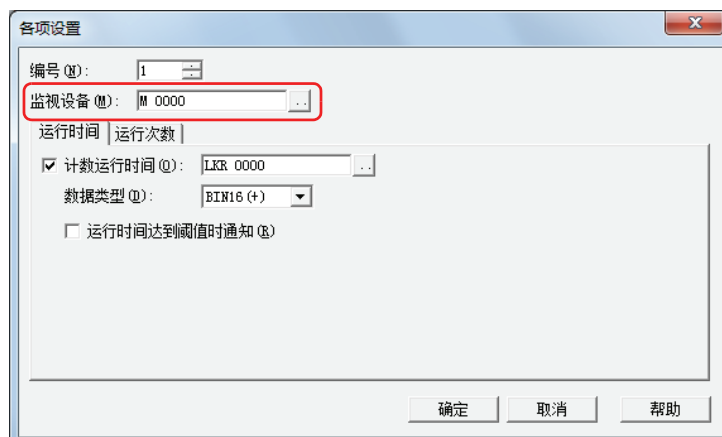 各项设置
编号(N): 1
监视设备(M): M 0000 ..
运行时间 运行次数
计数运行时间(O): LKR 0000 ..
数据类型(D): BIN16(+)
运行时间达到阈值时通知(R)
确定 取消 帮助